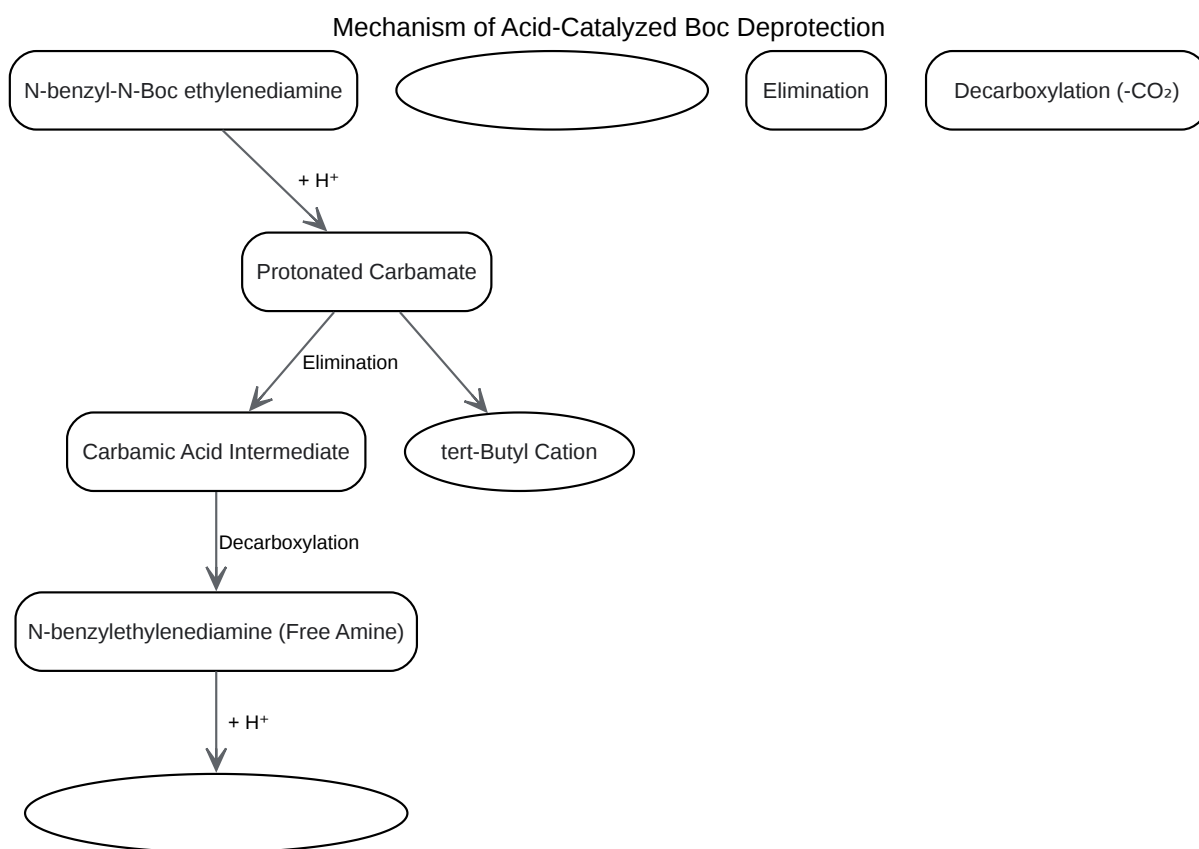 Mechanism of Acid-Catalyzed Boc Deprotection
N-benzyl-N-Boc ethylenediamine
Elimination
Decarboxylation (-CO₂)
+ H⁺
Protonated Carbamate
Elimination
Carbamic Acid Intermediate
tert-Butyl Cation
Decarboxylation
N-benzylethylenediamine (Free Amine)
+ H⁺